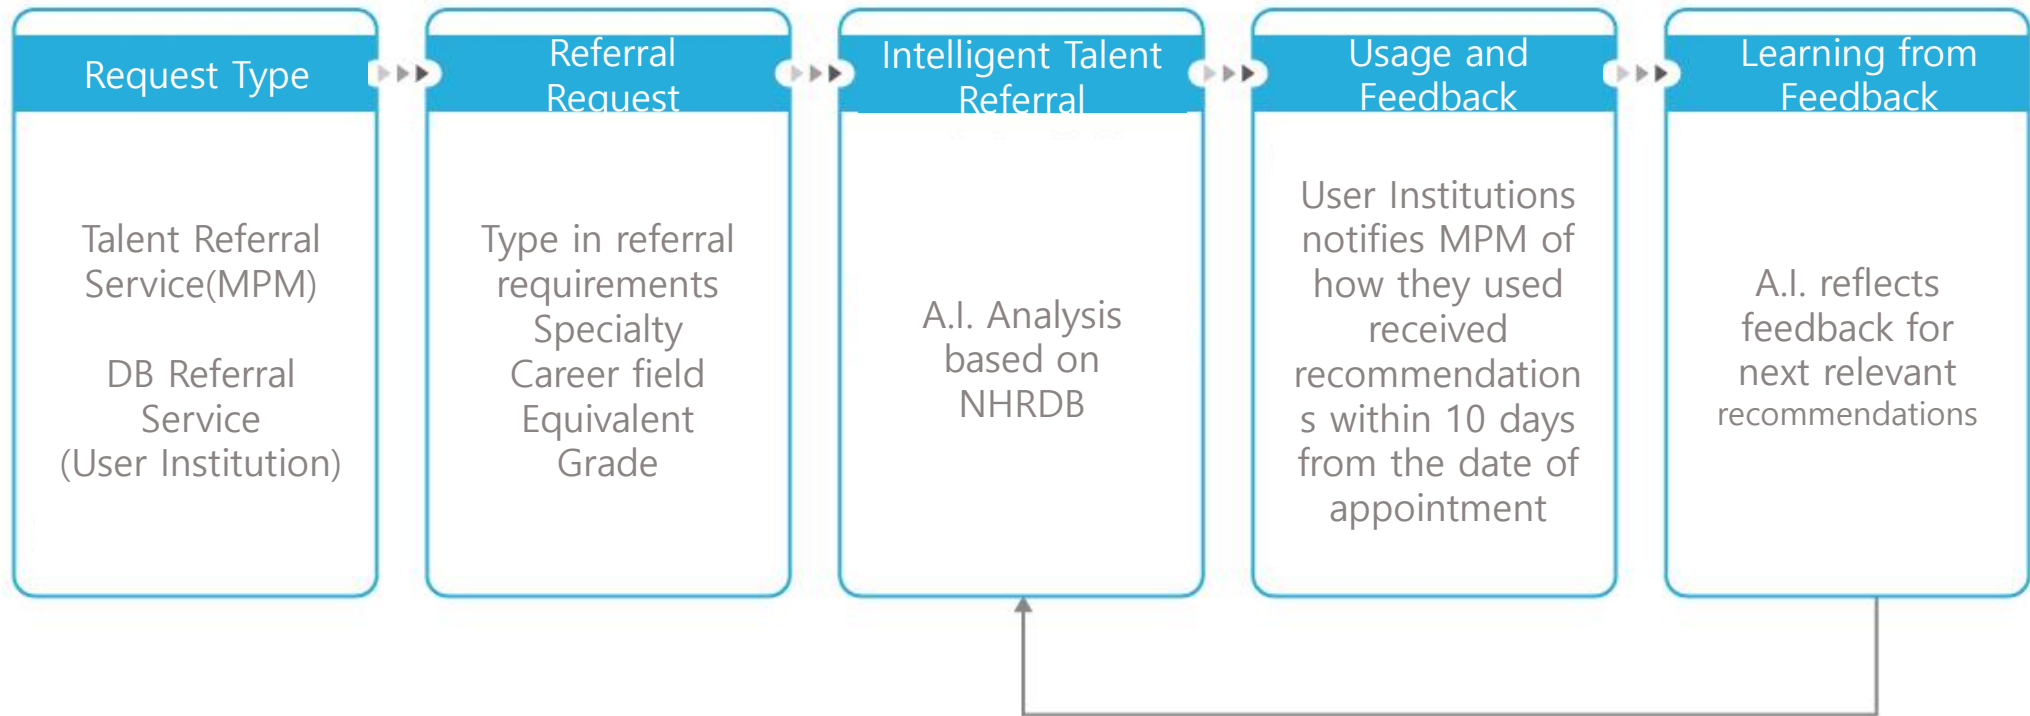 Request Type
Talent Referral
Service(MPM)
DB Referral
Service
(User Institution)
Referral
Request
Type in referral
requirements
Specialty
Career field
Equivalent
Grade
Intelligent Talent
Referral
A.I. Analysis
based on
NHRDB
Usage and
Feedback
User Institutions
notifies MPM of
how they used
received
recommendation
s within 10 days
from the date of
appointment
Learning from
Feedback
A.I. reflects
feedback for
next relevant
recommendations